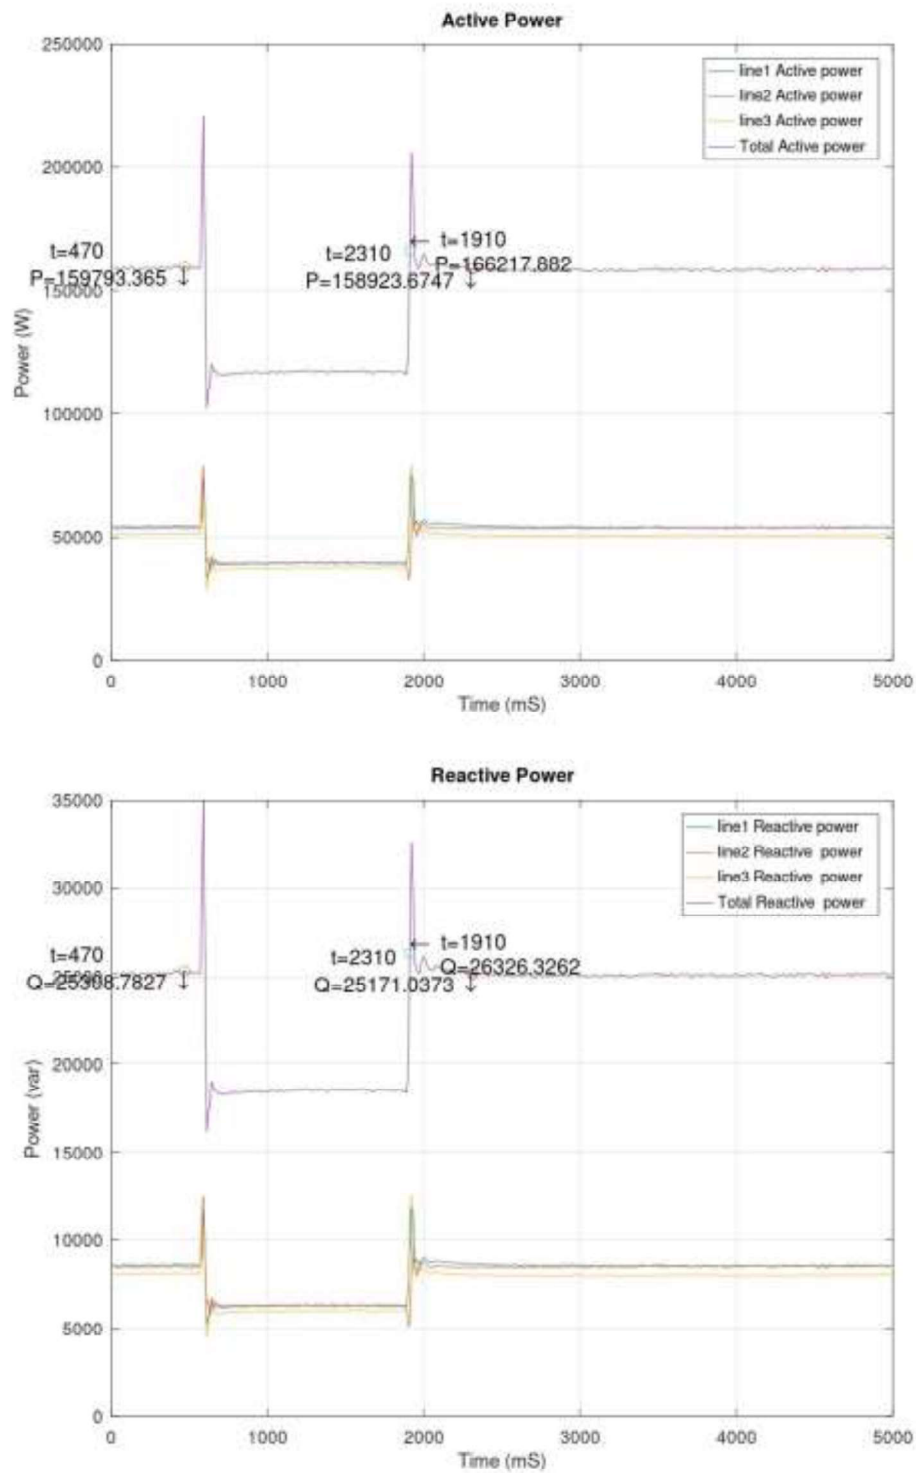 Active Power
250000
200000
150000
100000
50000
0
Power (W)
line1 Active power
line2 Active power
line3 Active power
Total Active power
t=470
P=159793.365 ↓
t=2310
P=158923.6747 ↓
← t=1910
P=166217.882
0 1000 2000 3000 4000 5000
Time (mS)
Reactive Power
35000
30000
25000
20000
15000
10000
5000
0
Power (var)
line1 Reactive power
line2 Reactive power
line3 Reactive power
Total Reactive power
t=470
Q=25308.7827 ↓
t=2310
Q=25171.0373 ↓
← t=1910
Q=26326.3262
0 1000 2000 3000 4000 5000
Time (mS)